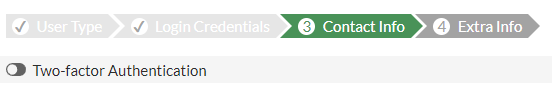 User Type Login Credentials 3 Contact Info 4 Extra Info
Two-factor Authentication